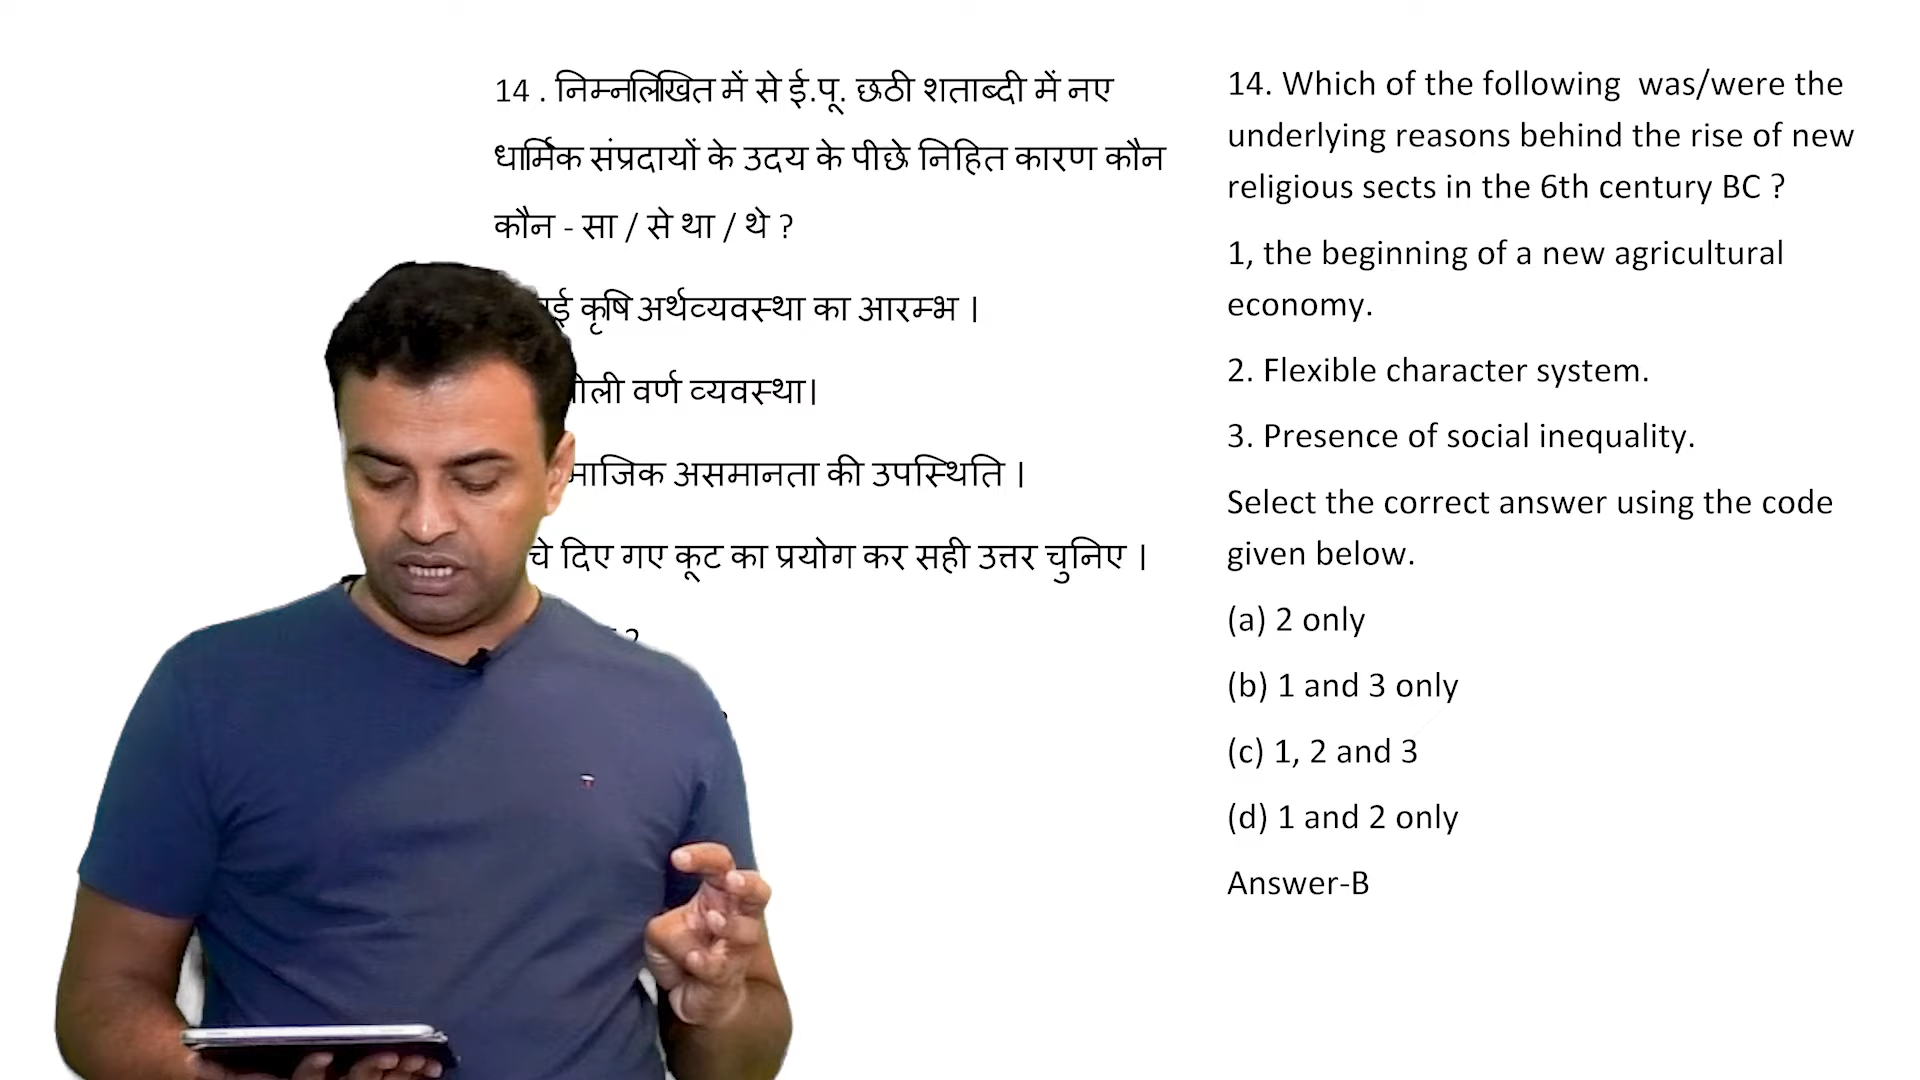 14 . निम्नलिखित में से ई.पू. छठी शताब्दी में नए
धार्मिक संप्रदायों के उदय के पीछे निहित कारण कौन
कौन - सा / से था / थे ?
कृषि अर्थव्यवस्था का आरम्भ ।
वर्ण व्यवस्था।
असमानता की उपस्थिति ।
दिए गए कूट का प्रयोग कर सही उत्तर चुनिए ।
2
14. Which of the following was/were the
underlying reasons behind the rise of new
religious sects in the 6th century BC ?
1, the beginning of a new agricultural
economy.
2. Flexible character system.
3. Presence of social inequality.
Select the correct answer using the code
given below.
(a) 2 only
(b) 1 and 3 only
(c) 1, 2 and 3
(d) 1 and 2 only
Answer-B